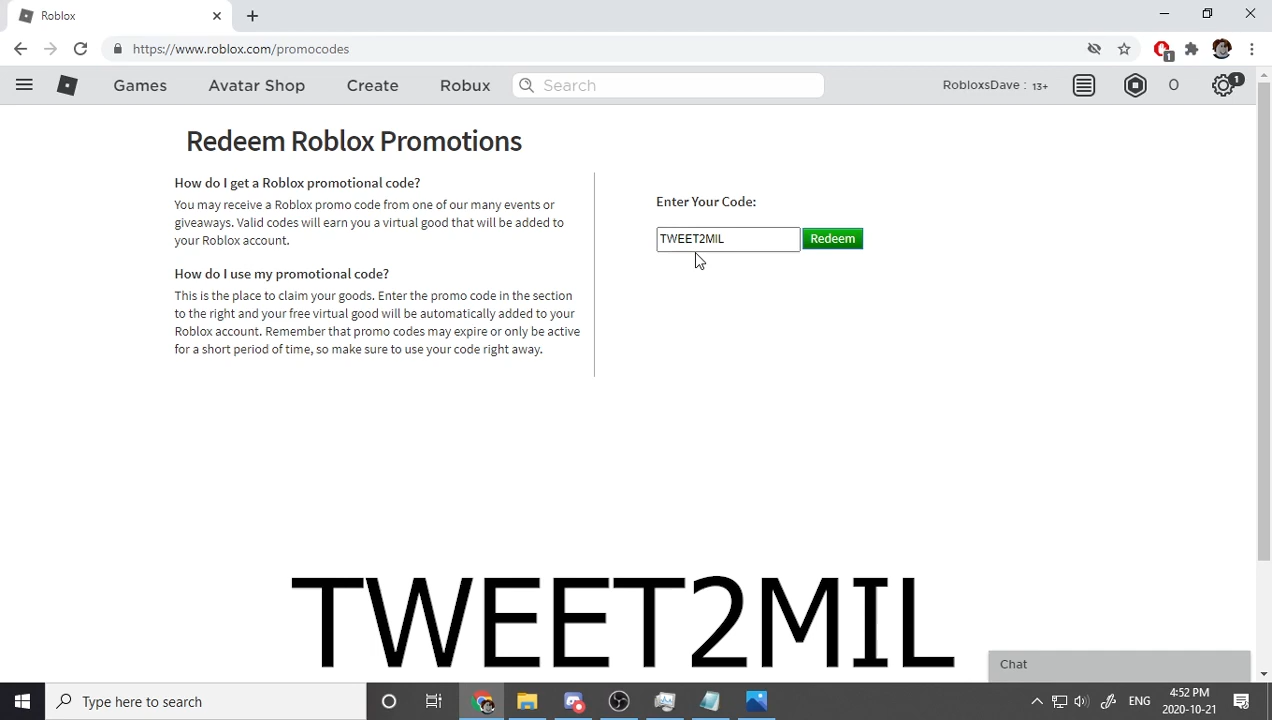 Roblox
https://www.roblox.com/promocodes
1
Games Avatar Shop Create Robux Search RobloxsDave : 13+ 0 1
Redeem Roblox Promotions
How do I get a Roblox promotional code?
You may receive a Roblox promo code from one of our many events or
giveaways. Valid codes will earn you a virtual good that will be added to
your Roblox account.
How do I use my promotional code?
This is the place to claim your goods. Enter the promo code in the section
to the right and your free virtual good will be automatically added to your
Roblox account. Remember that promo codes may expire or only be active
for a short period of time, so make sure to use your code right away.
Enter Your Code:
TWEET2MIL Redeem
TWEET2MIL
Chat
Type here to search
ENG
4:52 PM
2020-10-21